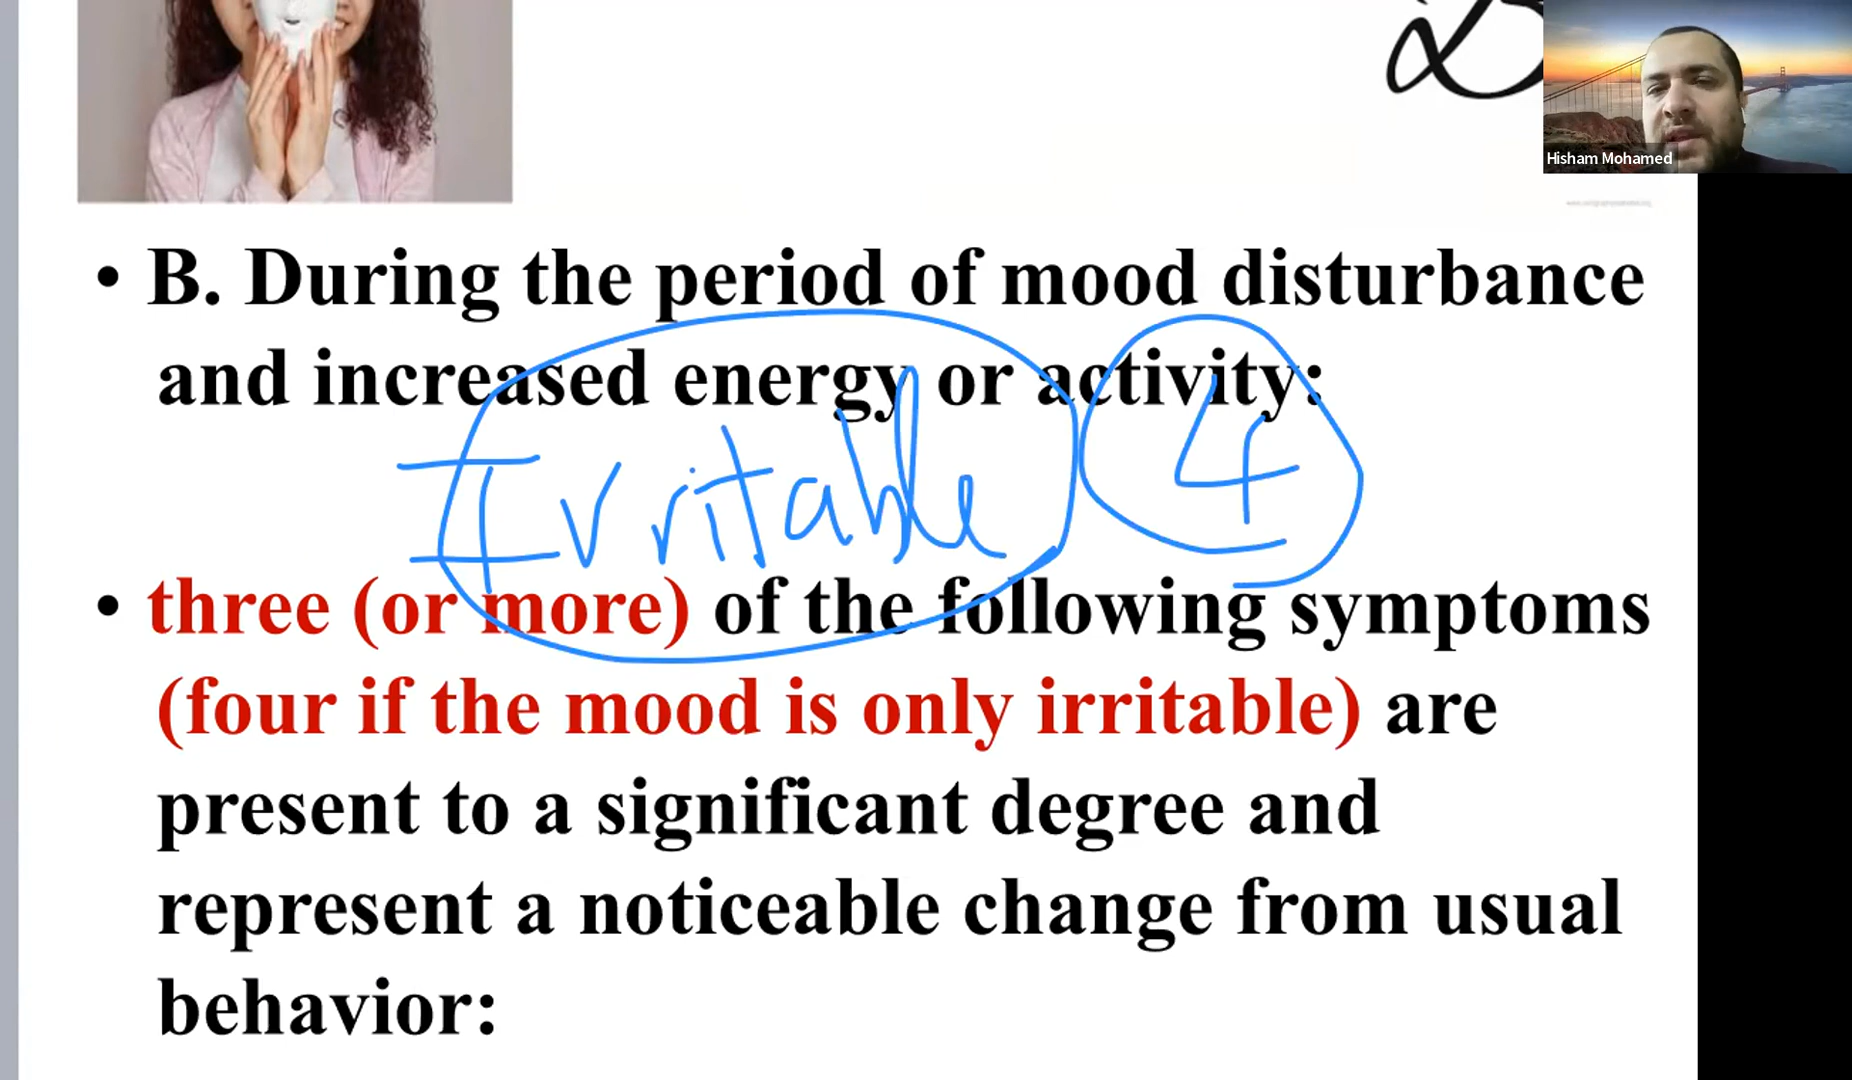 Hisham Mohamed
• B. During the period of mood disturbance
and increased energy or activity:
Irritable 4
• three (or more) of the following symptoms
(four if the mood is only irritable) are
present to a significant degree and
represent a noticeable change from usual
behavior: